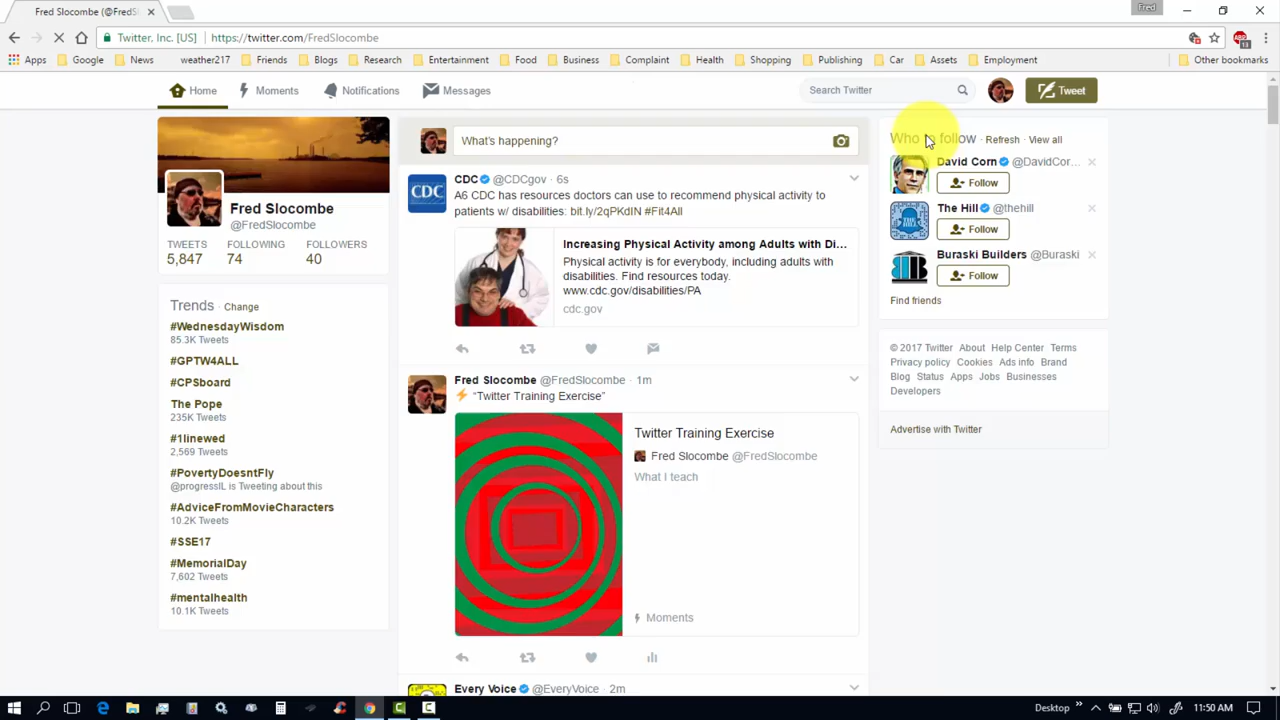 Fred Slocombe (@FredS
Fred
Twitter, Inc. [US]
https://twitter.com/FredSlocombe
ABP
13
Apps
Google
News
weather217
Friends
Blogs
Research
Entertainment
Food
Business
Complaint
Health
Shopping
Publishing
Car
Assets
Employment
Other bookmarks
Home
Moments
Notifications
Messages
Search Twitter
Tweet
Fred Slocombe
@FredSlocombe
TWEETS FOLLOWING FOLLOWERS
5,847 74 40
Trends · Change
#WednesdayWisdom
85.3K Tweets
#GPTW4ALL
#CPSboard
The Pope
235K Tweets
#1linewed
2,569 Tweets
#PovertyDoesntFly
@progressIL is Tweeting about this
#AdviceFromMovieCharacters
10.2K Tweets
#SSE17
#MemorialDay
7,602 Tweets
#mentalhealth
10.1K Tweets
What's happening?
CDC
CDC @CDCgov · 6s
A6 CDC has resources doctors can use to recommend physical activity to
patients w/ disabilities: bit.ly/2qPKdIN #Fit4All
Increasing Physical Activity among Adults with Di...
Physical activity is for everybody, including adults with
disabilities. Find resources today.
www.cdc.gov/disabilities/PA
cdc.gov
Fred Slocombe @FredSlocombe · 1m
⚡ “Twitter Training Exercise”
Twitter Training Exercise
Fred Slocombe @FredSlocombe
What I teach
Moments
Every Voice @EveryVoice · 2m
Who to follow · Refresh · View all
David Corn @DavidCor...
Follow
The Hill @thehill
Follow
Buraski Builders @Buraski
Follow
Find friends
© 2017 Twitter About Help Center Terms
Privacy policy Cookies Ads info Brand
Blog Status Apps Jobs Businesses
Developers
Advertise with Twitter
Desktop
11:50 AM